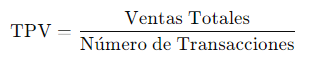 TPV = Ventas Totales / Número de Transacciones